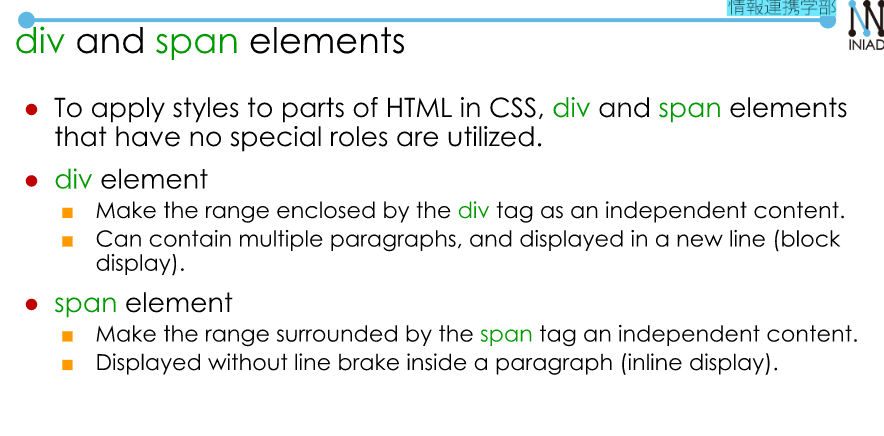 情報連携学部
INIAD
div and span elements
● To apply styles to parts of HTML in CSS, div and span elements
that have no special roles are utilized.
● div element
■ Make the range enclosed by the div tag as an independent content.
■ Can contain multiple paragraphs, and displayed in a new line (block
display).
● span element
■ Make the range surrounded by the span tag an independent content.
■ Displayed without line brake inside a paragraph (inline display).